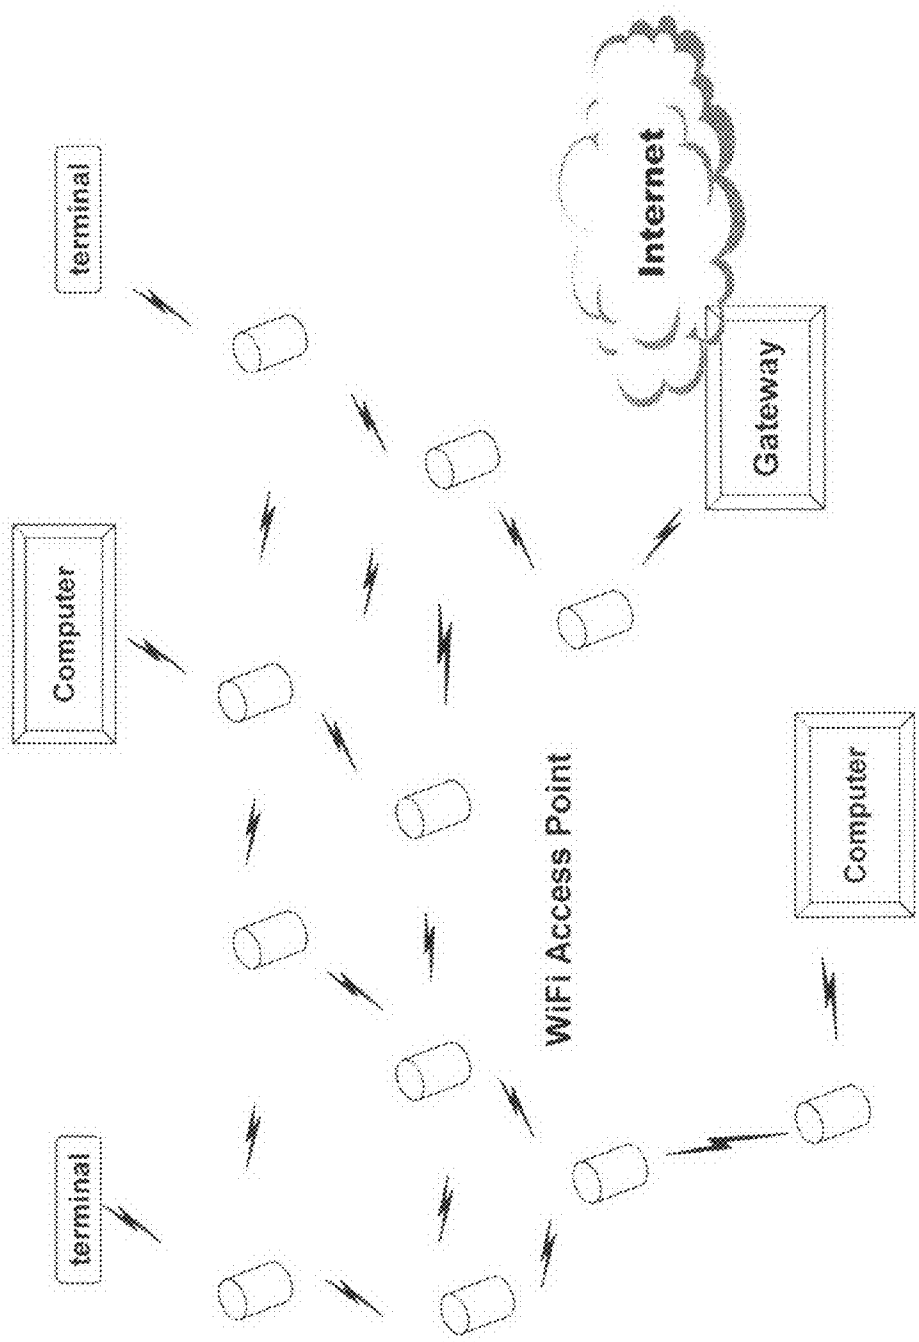 terminal
Computer
terminal
WiFi Access Point
Internet
Gateway
Computer